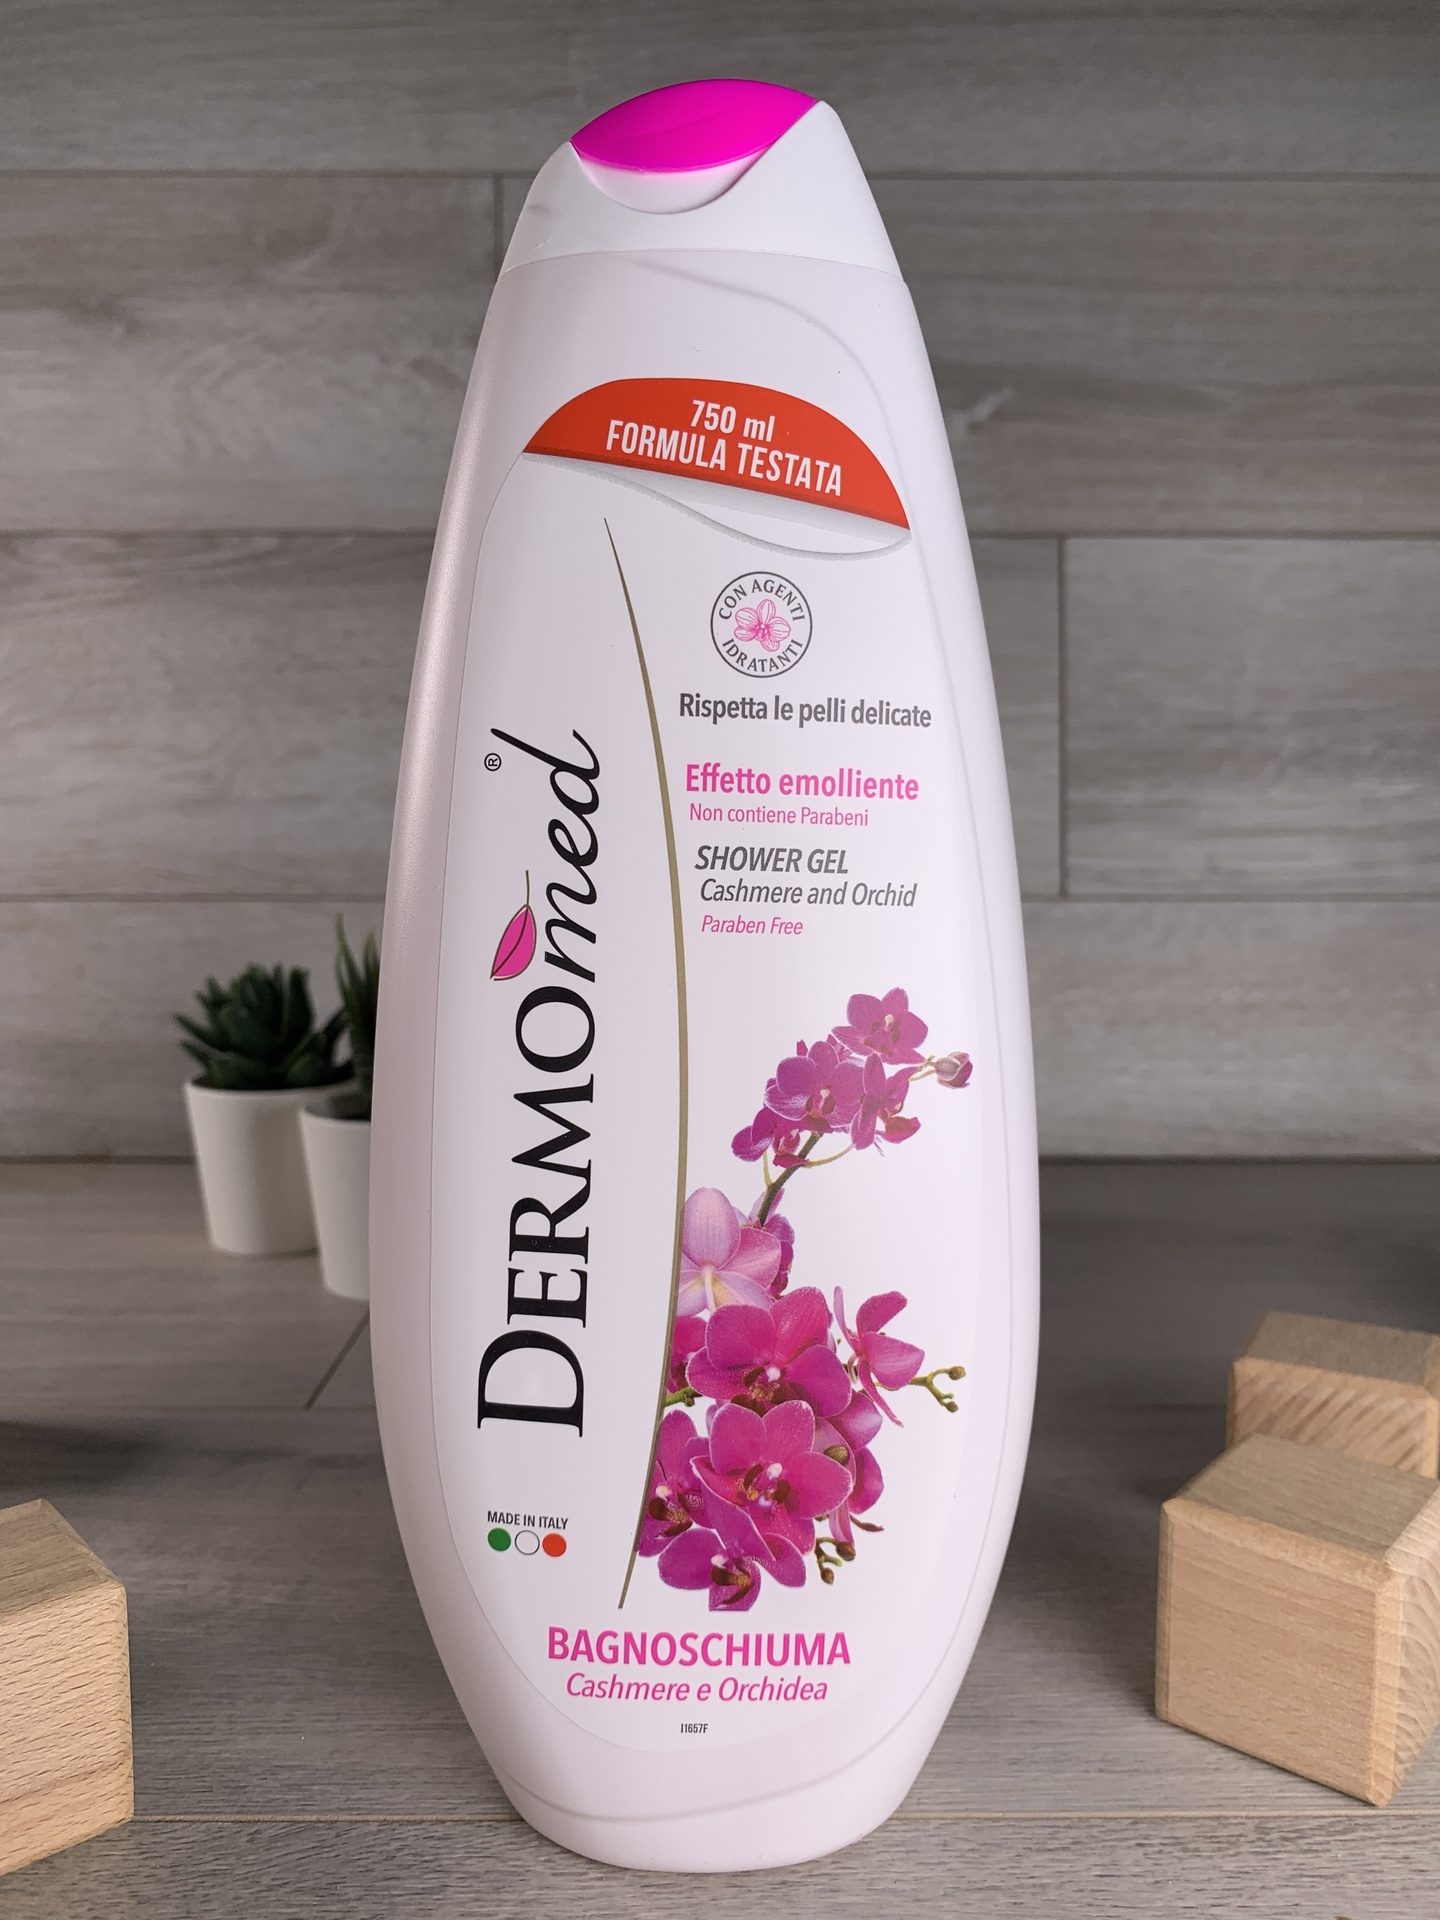 750 ml
FORMULA TESTATA
CON AGENTI
IDRATANTI
Rispetta le pelli delicate
Effetto emolliente
Non contiene Parabeni
SHOWER GEL
Cashmere and Orchid
Paraben Free
DERMOmed®
MADE IN ITALY
BAGNOSCHIUMA
Cashmere e Orchidea
I1657F